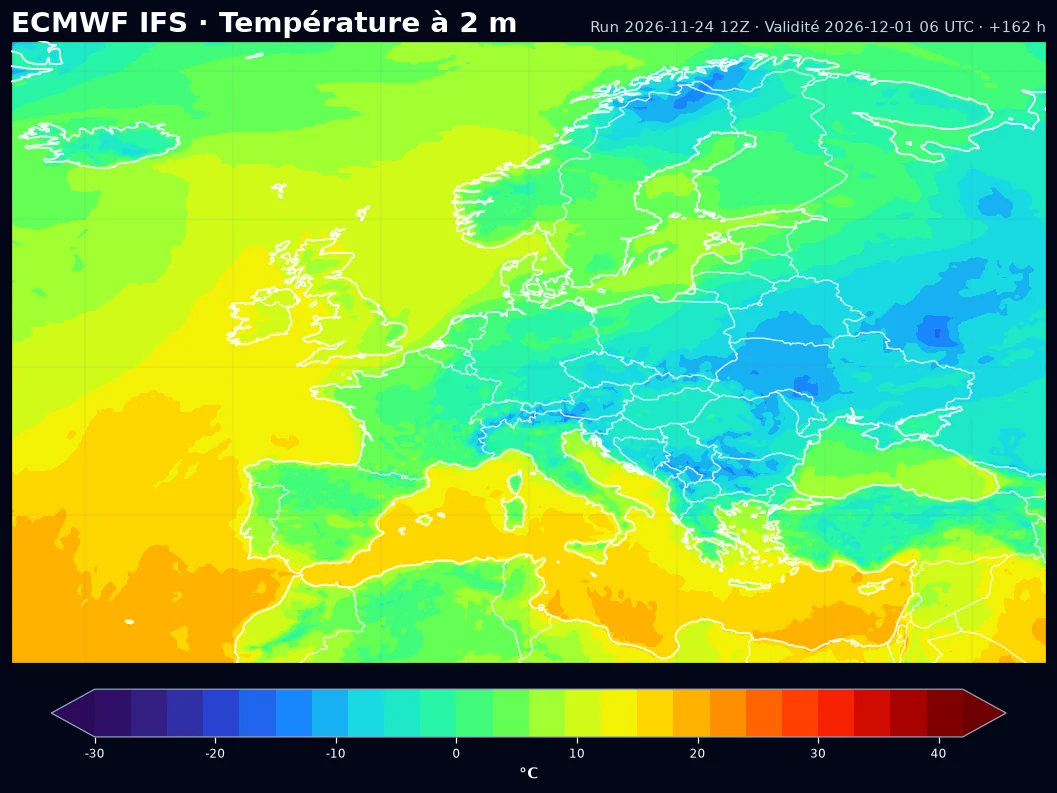 ECMWF IFS · Température à 2 m
Run 2026-11-24 12Z · Validité 2026-12-01 06 UTC · +162 h
-30 -20 -10 0 10 20 30 40
°C